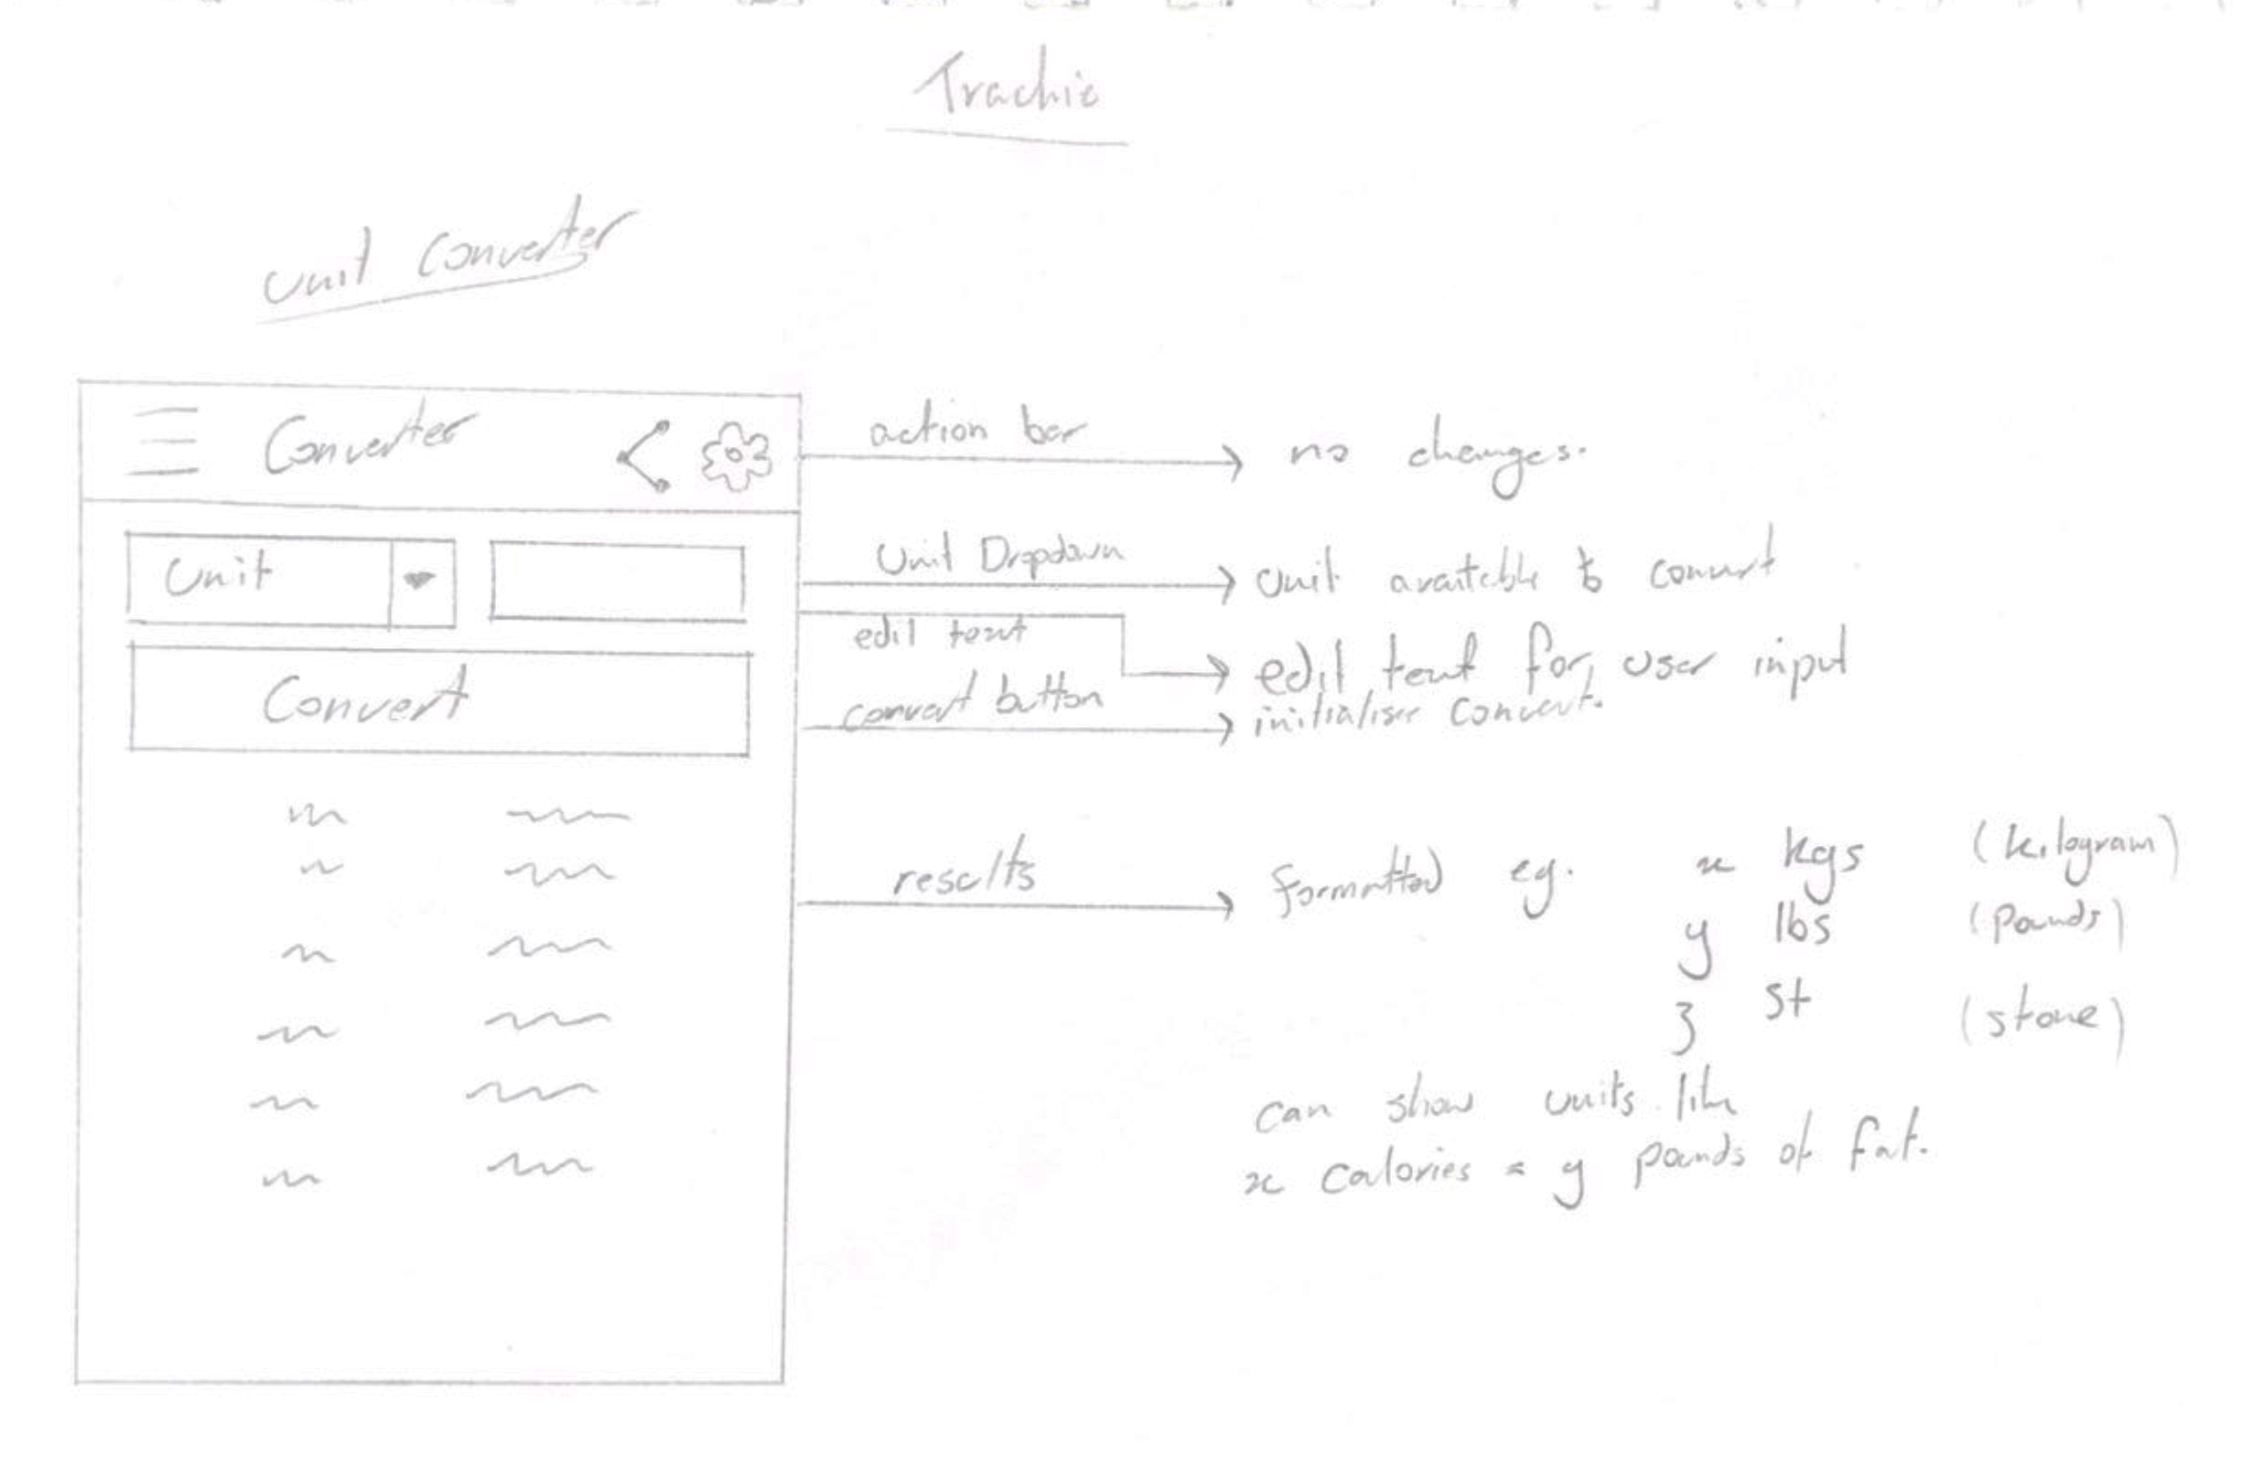 Trachie
Unit Converter
Converter
action bar
no changes.
Unit
Unit Dropdown
Unit available to convert
edit text
edit text for user input
Convert
convert button
initialiser convert.
results
formatted eg. x kgs (kilogram)
y lbs (pounds)
z st (stone)
can show units like
x calories = y pounds of fat.